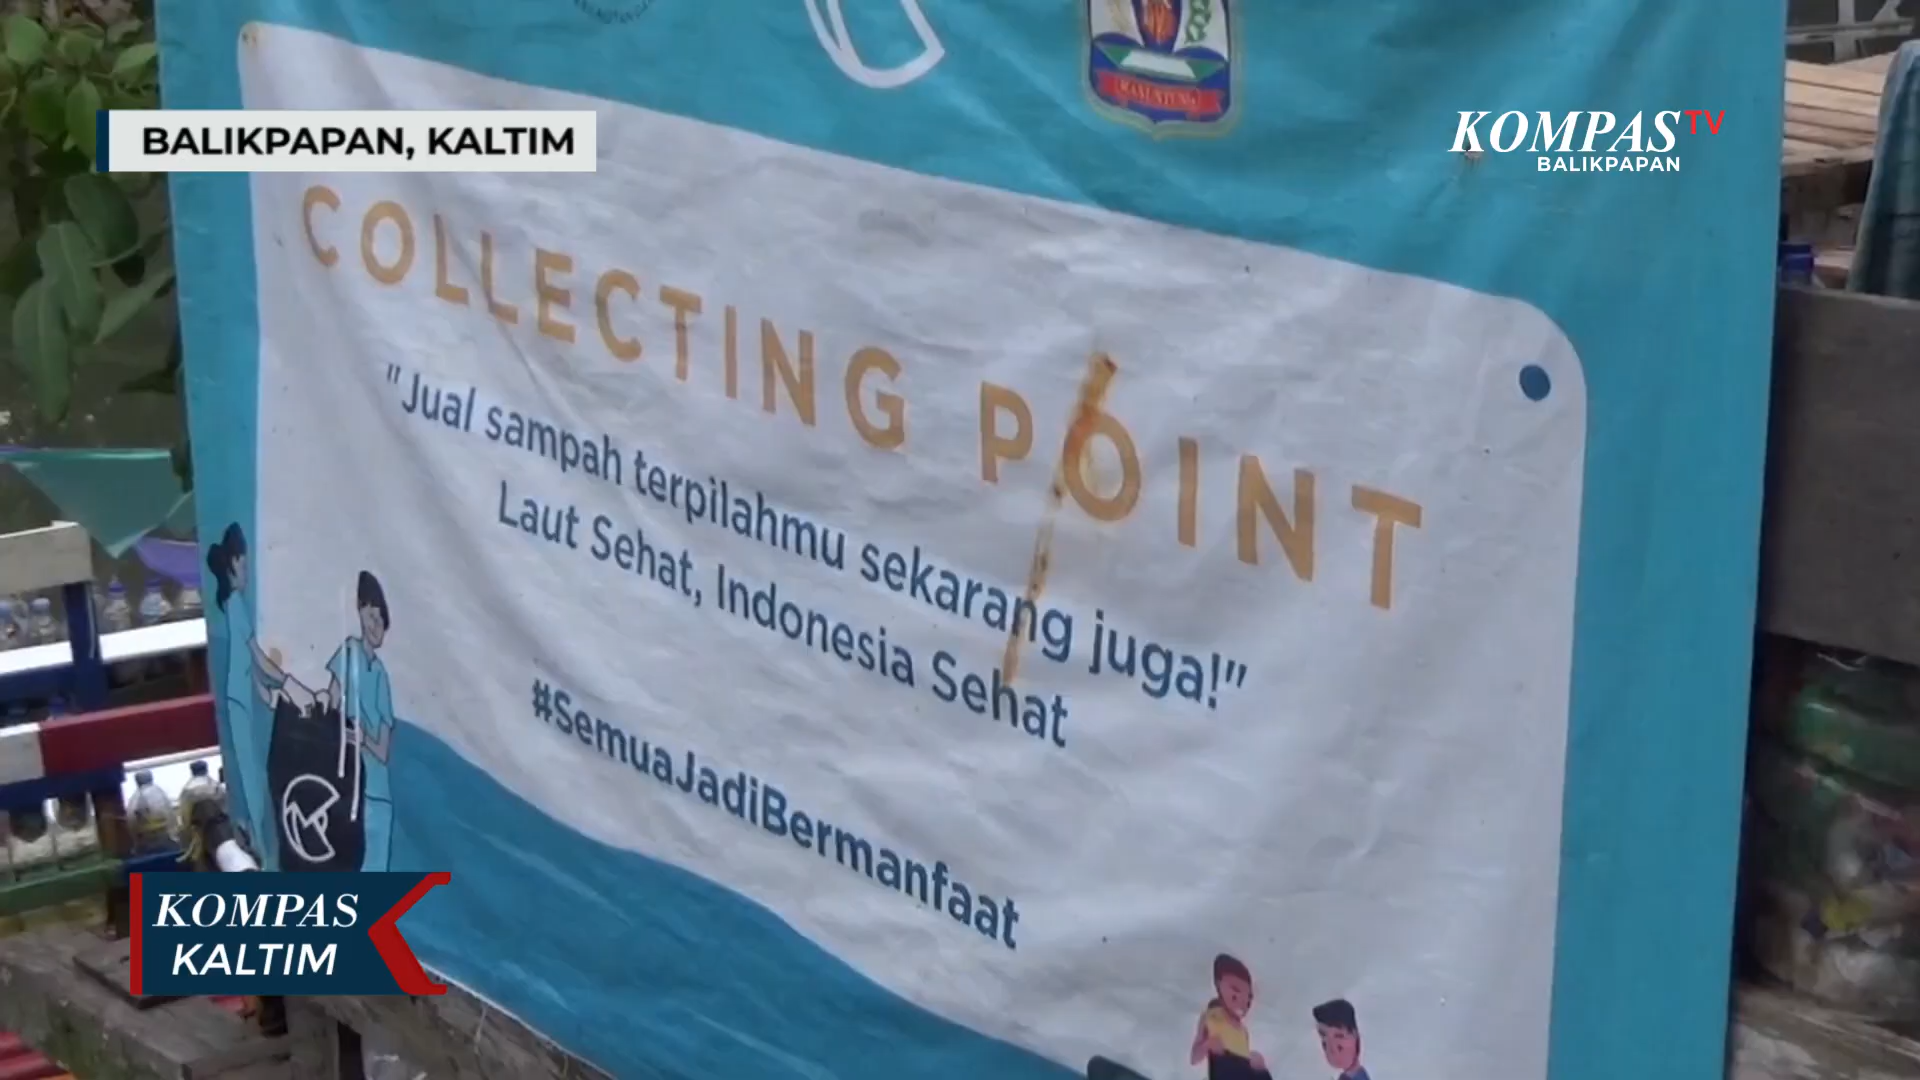 BALIKPAPAN, KALTIM
KOMPAS TV
BALIKPAPAN
COLLECTING POINT
"Jual sampah terpilahmu sekarang juga!"
Laut Sehat, Indonesia Sehat
#SemuaJadiBermanfaat
KOMPAS
KALTIM